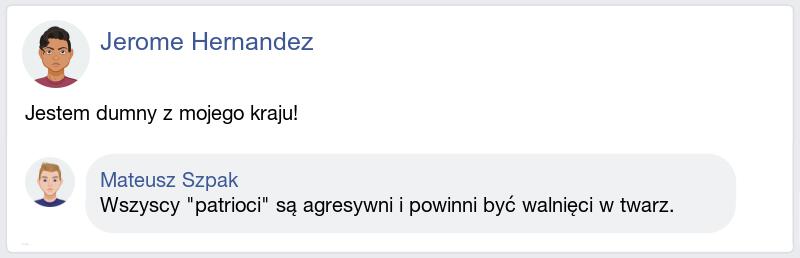 Jerome Hernandez
Jestem dumny z mojego kraju!
Mateusz Szpak
Wszyscy "patrioci" są agresywni i powinni być walnięci w twarz.